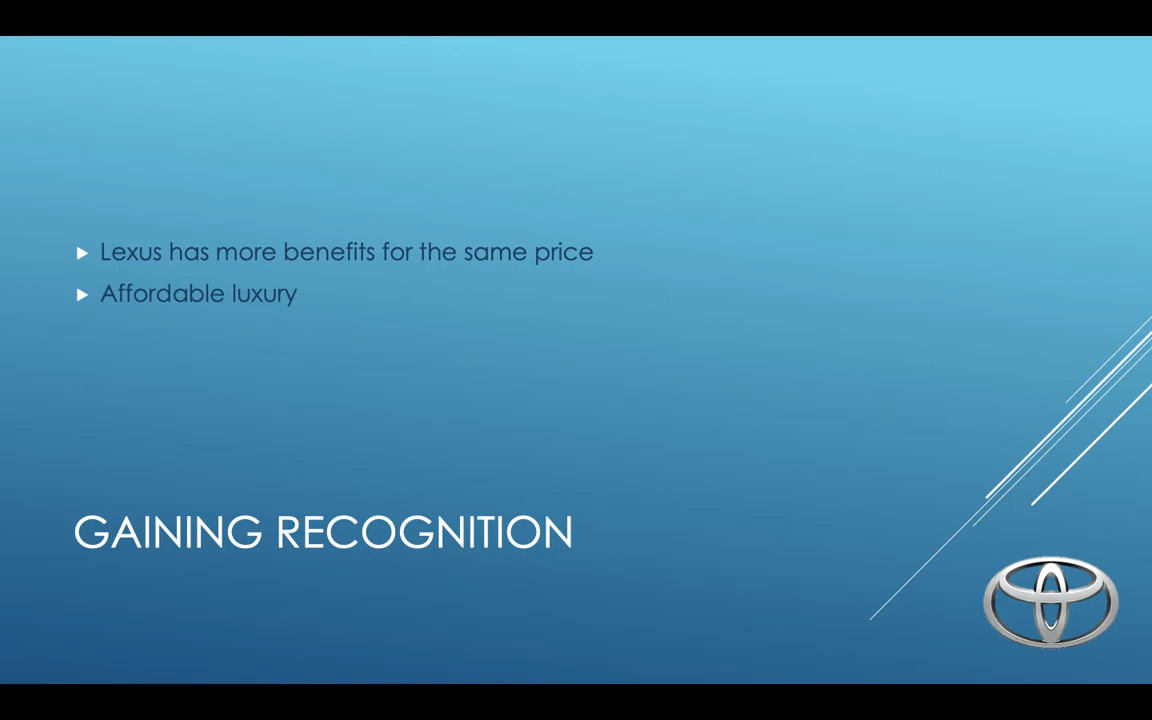 Lexus has more benefits for the same price
Affordable luxury
GAINING RECOGNITION